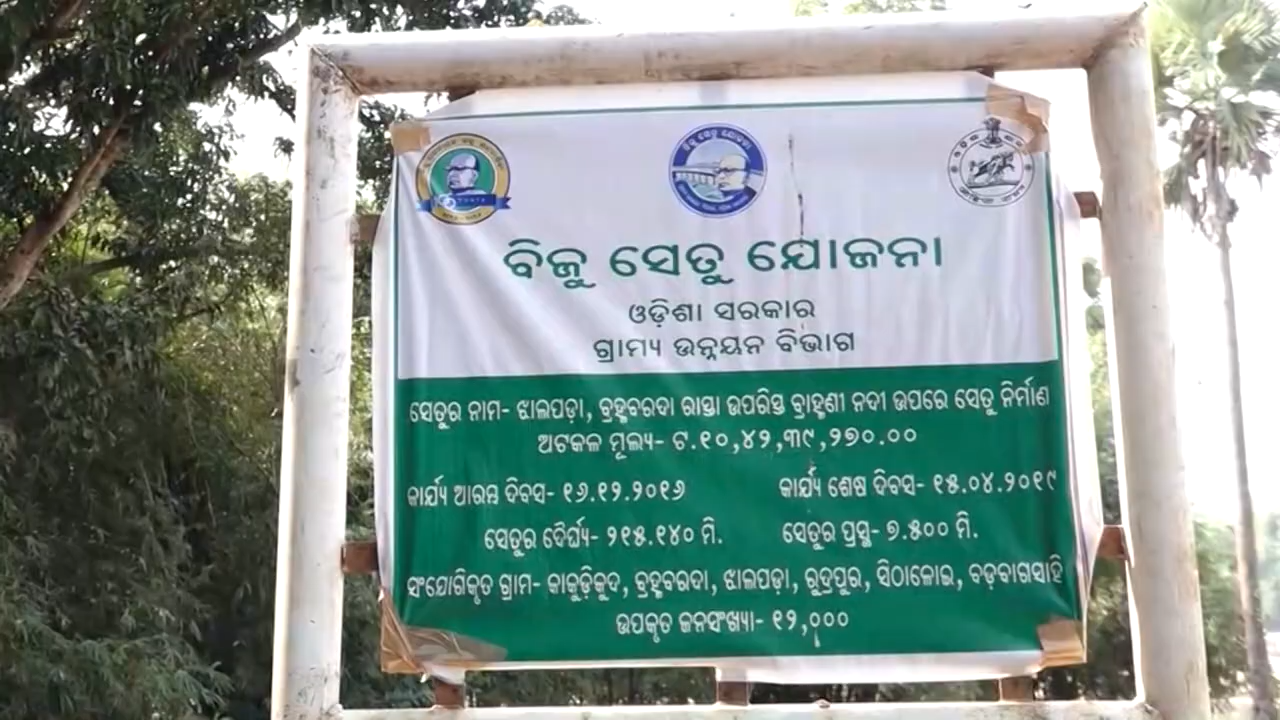 ବିଜୁ ସେତୁ ଯୋଜନା
ଓଡ଼ିଶା ସରକାର
ଗ୍ରାମ୍ୟ ଉନ୍ନୟନ ବିଭାଗ
ସେତୁର ନାମ- ଝାଲପଡ଼ା, ବ୍ରହ୍ମବରଦା ରାସ୍ତା ଉପରିସ୍ତ ବ୍ରାହ୍ମଣୀ ନଦୀ ଉପରେ ସେତୁ ନିର୍ମାଣ
ଅଟକଳ ମୂଲ୍ୟ- ଟ.୧୦,୪୨,୩୯,୨୭୦.୦୦
କାର୍ଯ୍ୟ ଆରମ୍ଭ ଦିବସ- ୧୬.୧୨.୨୦୧୬ କାର୍ଯ୍ୟ ଶେଷ ଦିବସ- ୧୫.୦୪.୨୦୧୯
ସେତୁର ଦୈର୍ଘ୍ୟ- ୨୧୫.୧୪୦ ମି. ସେତୁର ପ୍ରସ୍ଥ- ୭.୫୦୦ ମି.
ସଂଯୋଗିକୃତ ଗ୍ରାମ- କାକୁଡ଼ିକୁଦ, ବ୍ରହ୍ମବରଦା, ଝାଲପଡ଼ା, ରୁଦ୍ରପୁର, ସିଠାଳୋଇ, ବଡ଼ବାଗସାହି
ଉପକୃତ ଜନସଂଖ୍ୟା- ୧୨,୦୦୦